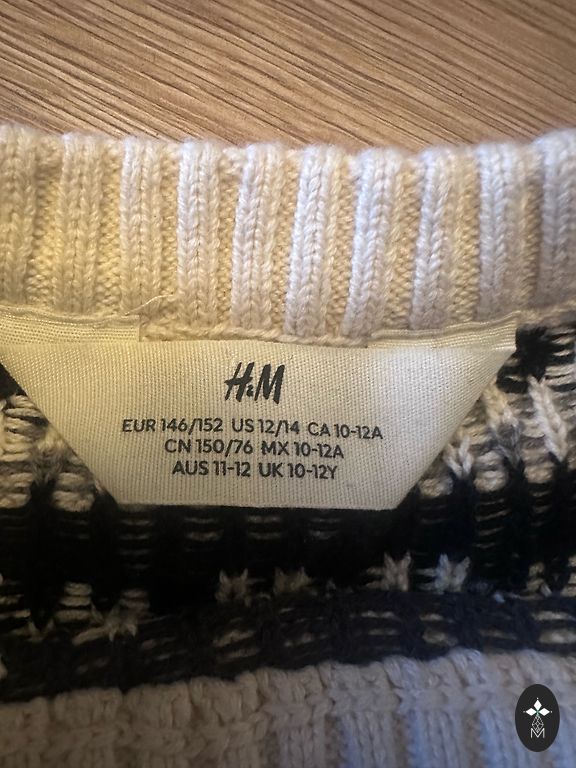 H&M
EUR 146/152 US 12/14 CA 10-12A
CN 150/76 MX 10-12A
AUS 11-12 UK 10-12Y
M